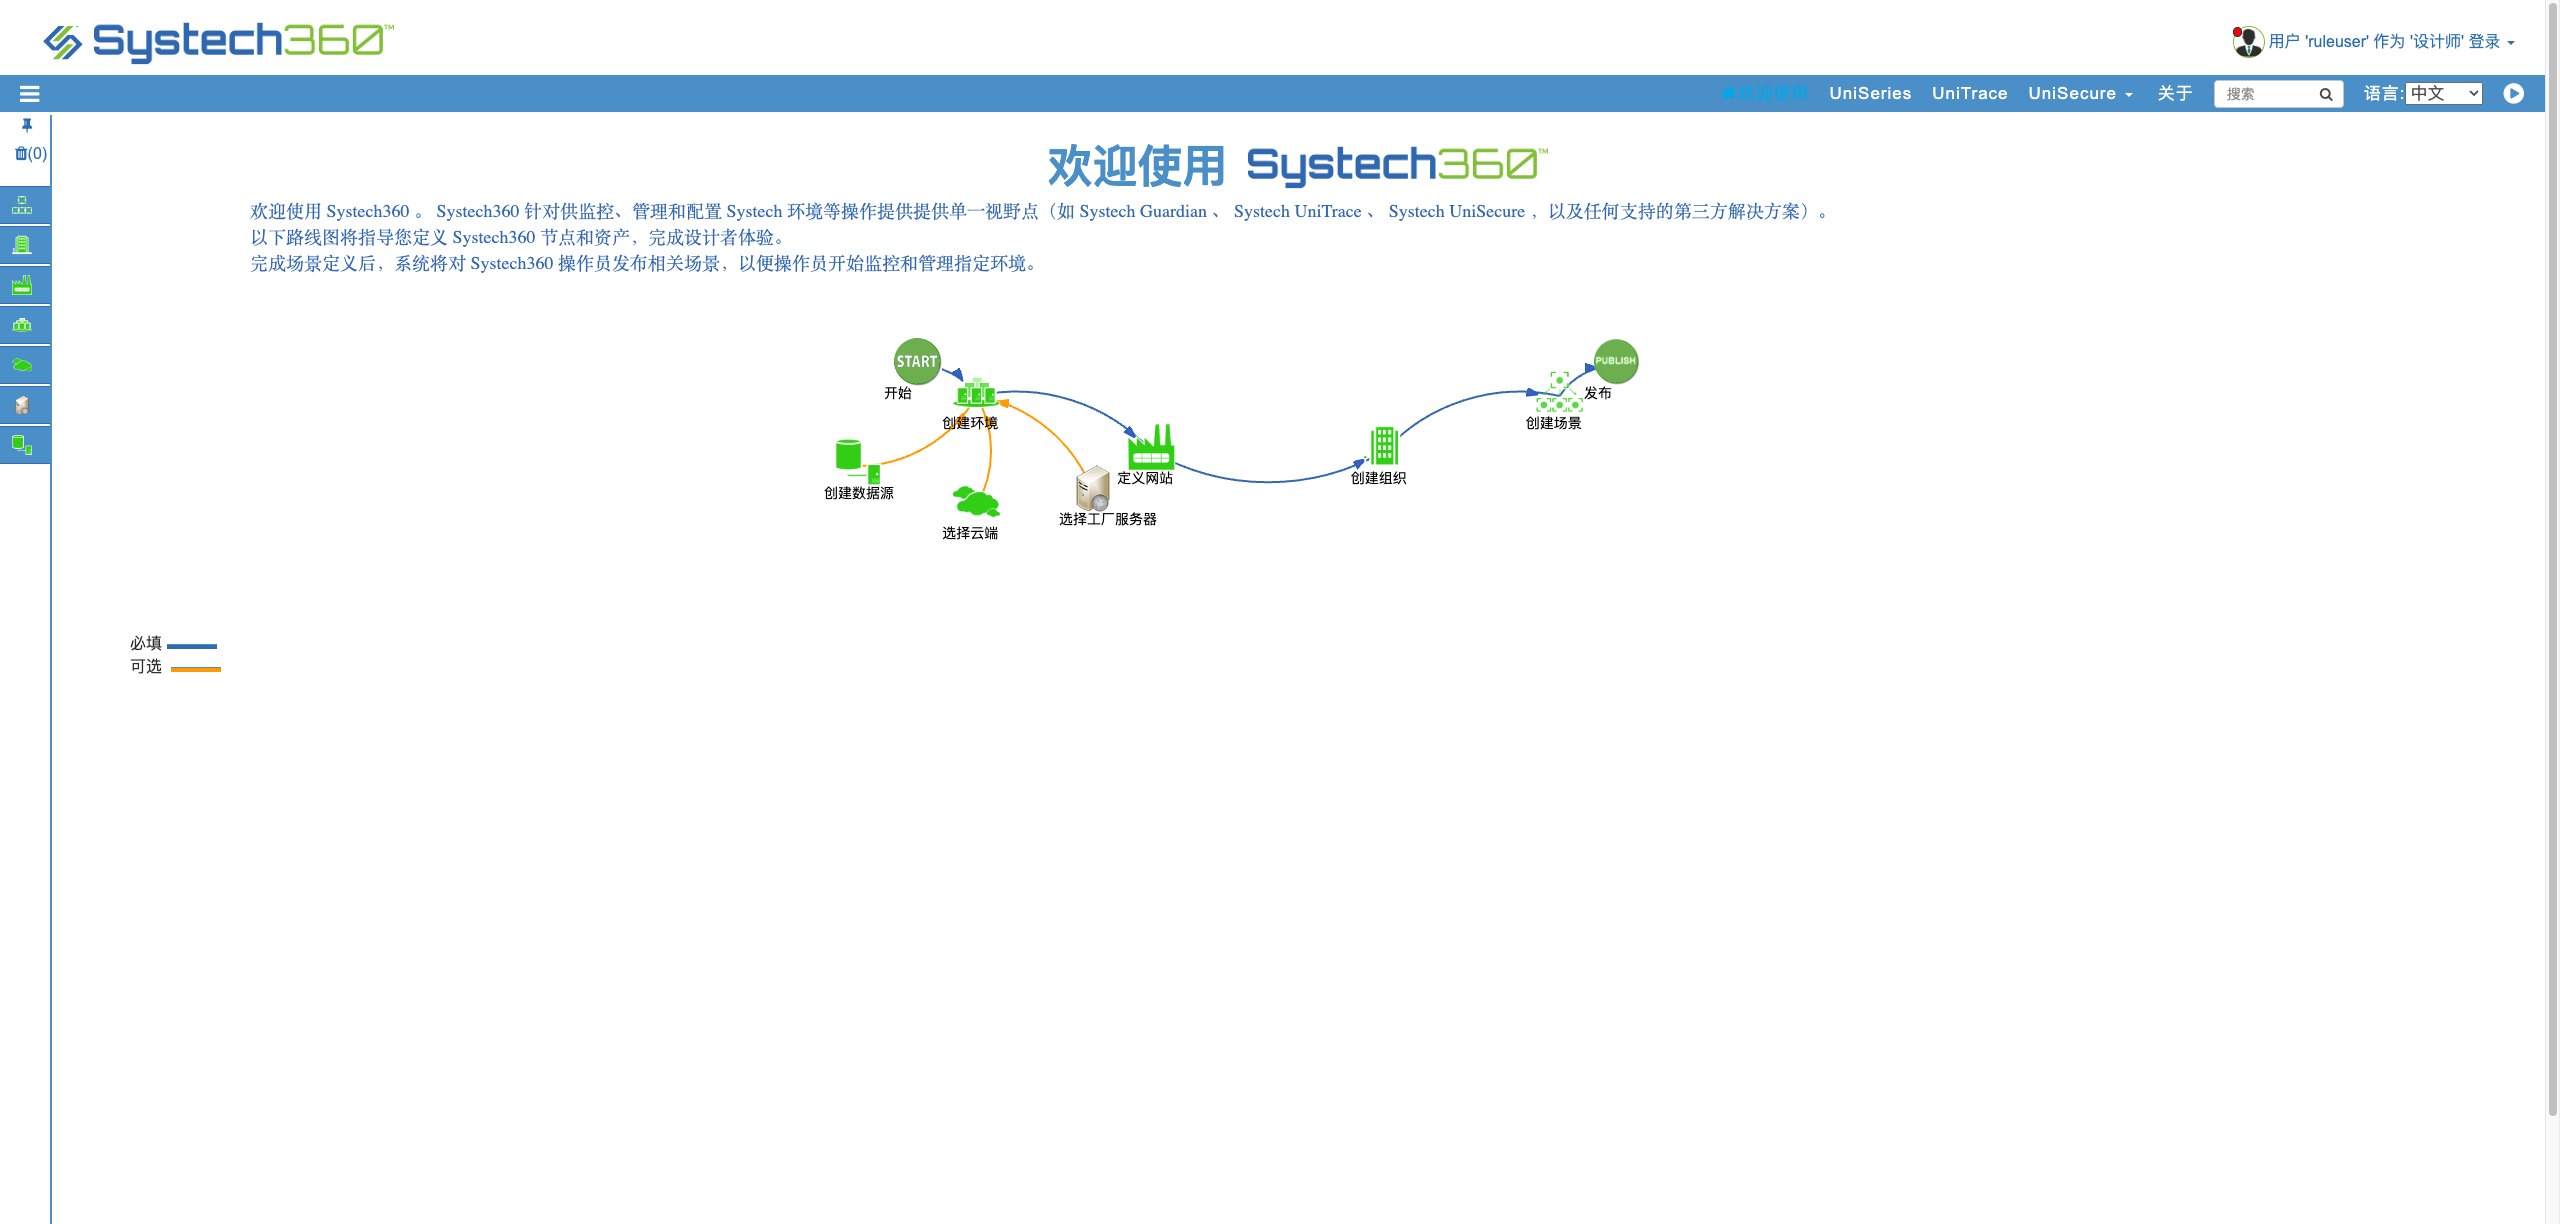 Systech360™
用户 'ruleuser' 作为 '设计师' 登录
欢迎使用 UniSeries UniTrace UniSecure 关于 搜索 语言: 中文
(0)
欢迎使用 Systech360™
欢迎使用 Systech360 。 Systech360 针对供监控、管理和配置 Systech 环境等操作提供提供单一视野点（如 Systech Guardian 、 Systech UniTrace 、 Systech UniSecure ，以及任何支持的第三方解决方案）。
以下路线图将指导您定义 Systech360 节点和资产，完成设计者体验。
完成场景定义后，系统将对 Systech360 操作员发布相关场景，以便操作员开始监控和管理指定环境。
START
PUBLISH
开始
发布
创建环境
创建场景
定义网站
创建组织
创建数据源
选择工厂服务器
选择云端
必填
可选